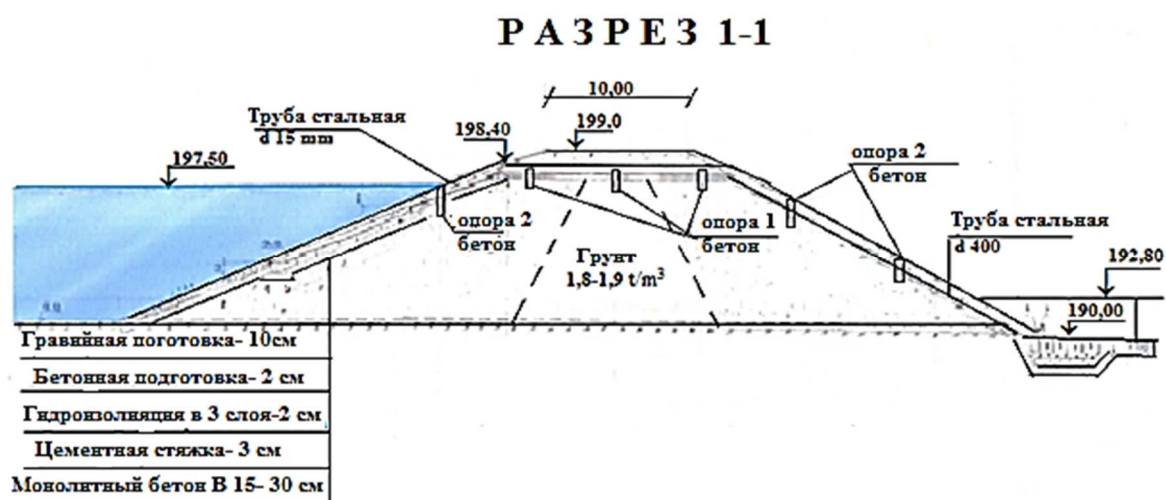 РАЗРЕЗ 1-1
10,00
Труба стальная
d 15 mm
198,40
199,0
197,50
опора 2
бетон
опора 2
бетон
опора 1
бетон
Труба стальная
d 400
Грунт
1,8-1,9 t/m³
192,80
190,00
Гравийная поготовка- 10см
Бетонная подготовка- 2 см
Гидроизоляция в 3 слоя-2 см
Цементная стяжка- 3 см
Монолитный бетон В 15- 30 см